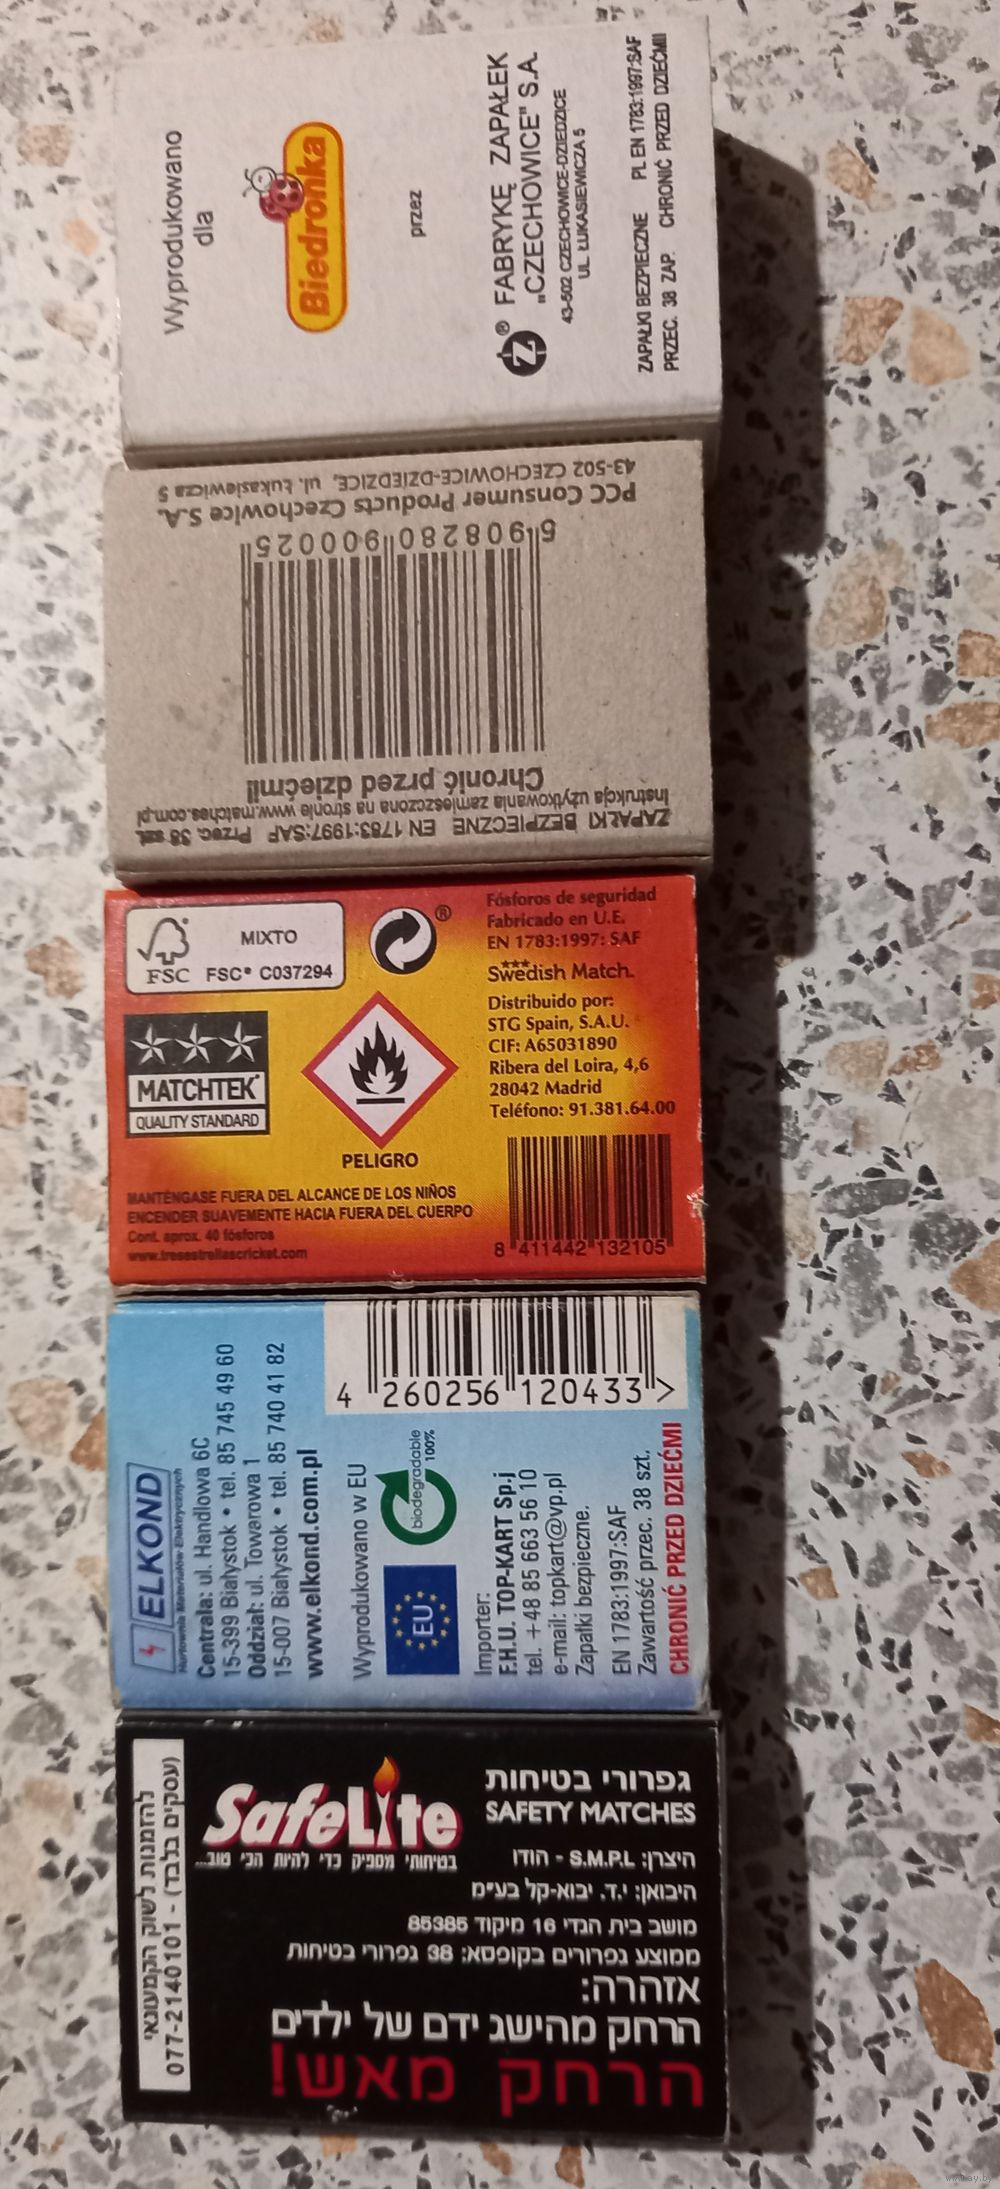 Wyprodukowano
dla
Biedronka
przez
Z® FABRYKĘ ZAPAŁEK
„CZECHOWICE” S.A.
43-502 CZECHOWICE-DZIEDZICE
UL. ŁUKASIEWICZA 5
ZAPAŁKI BEZPIECZNE PL EN 1783:1997:SAF
PRZEC. 38 ZAP. CHRONIĆ PRZED DZIEĆMI
ZAPAŁKI BEZPIECZNE EN 1783:1997:SAF Przec. 38 szt.
Instrukcja użytkowania zamieszczona na stronie www.matches.com.pl
Chronić przed dziećmi!
5 908280 900025
PCC Consumer Products Czechowice S.A.
43-502 CZECHOWICE-DZIEDZICE, ul. Łukasiewicza 5
FSC
MIXTO
FSC® C037294
®
MATCHTEK®
QUALITY STANDARD
PELIGRO
MANTÉNGASE FUERA DEL ALCANCE DE LOS NIÑOS
ENCENDER SUAVEMENTE HACIA FUERA DEL CUERPO
Cont. aprox. 40 fósforos
www.tresestrellascricket.com
Fósforos de seguridad
Fabricado en U.E.
EN 1783:1997: SAF
Swedish Match.
Distribuido por:
STG Spain, S.A.U.
CIF: A65031890
Ribera del Loira, 4,6
28042 Madrid
Teléfono: 91.381.64.00
8 411442 132105
ELKOND
Hurtownia Materiałów Elektrycznych
Centrala: ul. Handlowa 6C
15-399 Białystok • tel. 85 745 49 60
Oddział: ul. Towarowa 1
15-007 Białystok • tel. 85 740 41 82
www.elkond.com.pl
Wyprodukowano w EU
EU
biodegradable
100%
Importer:
F.H.U. TOP-KART Sp.j
tel. +48 85 663 56 10
e-mail: topkart@vp.pl
Zapałki bezpieczne.
EN 1783:1997:SAF
Zawartość przec. 38 szt.
CHRONIĆ PRZED DZIEĆMI
4 260256 120433 >
להזמנות לשוק הקמעונאי
(עסקים בלבד) - 077-2140101
SafeLite
בטיחותי מספיק כדי להיות הכי טוב...
גפרורי בטיחות
SAFETY MATCHES
היצרן: S.M.P.L - הודו
היבואן: י.ד. יבוא-קל בע"מ
מושב בית הגדי 16 מיקוד 85385
ממוצע גפרורים בקופסא: 38 גפרורי בטיחות
אזהרה:
הרחק מהישג ידם של ילדים
הרחק מאש!